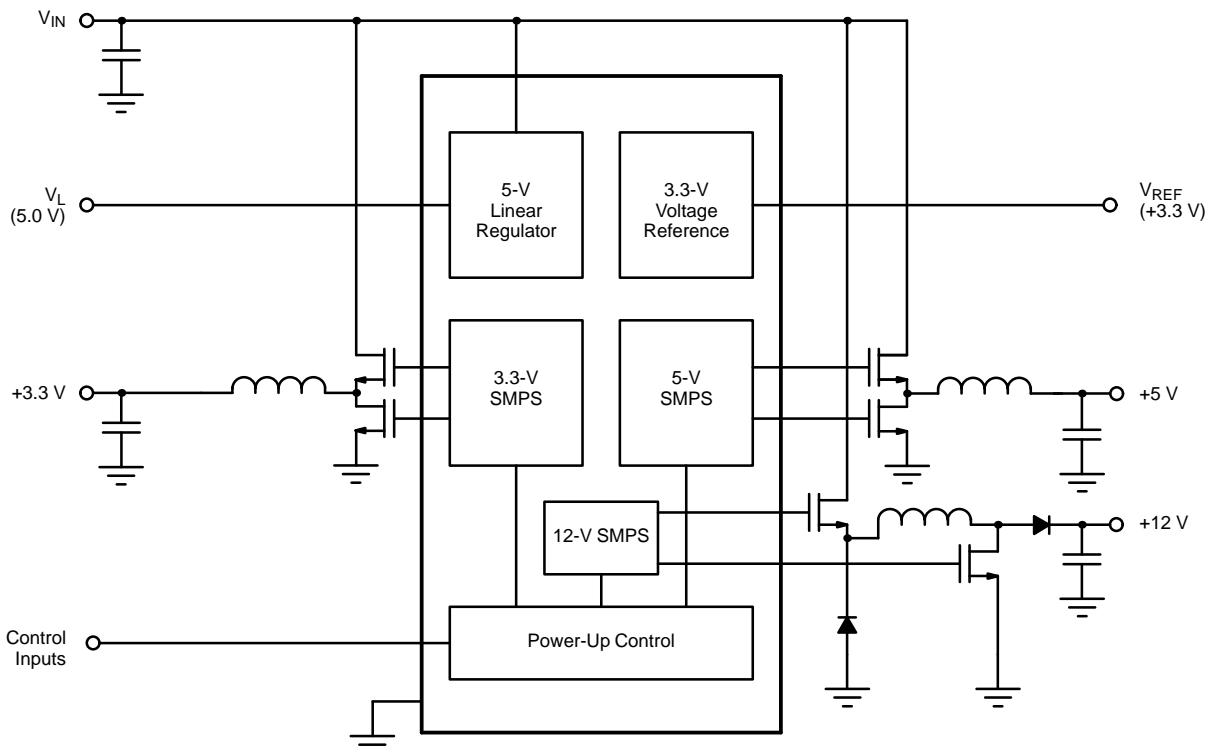 VIN
VL
(5.0 V)
5-V
Linear
Regulator
3.3-V
Voltage
Reference
VREF
(+3.3 V)
+3.3 V
3.3-V
SMPS
5-V
SMPS
+5 V
12-V SMPS
+12 V
Control
Inputs
Power-Up Control